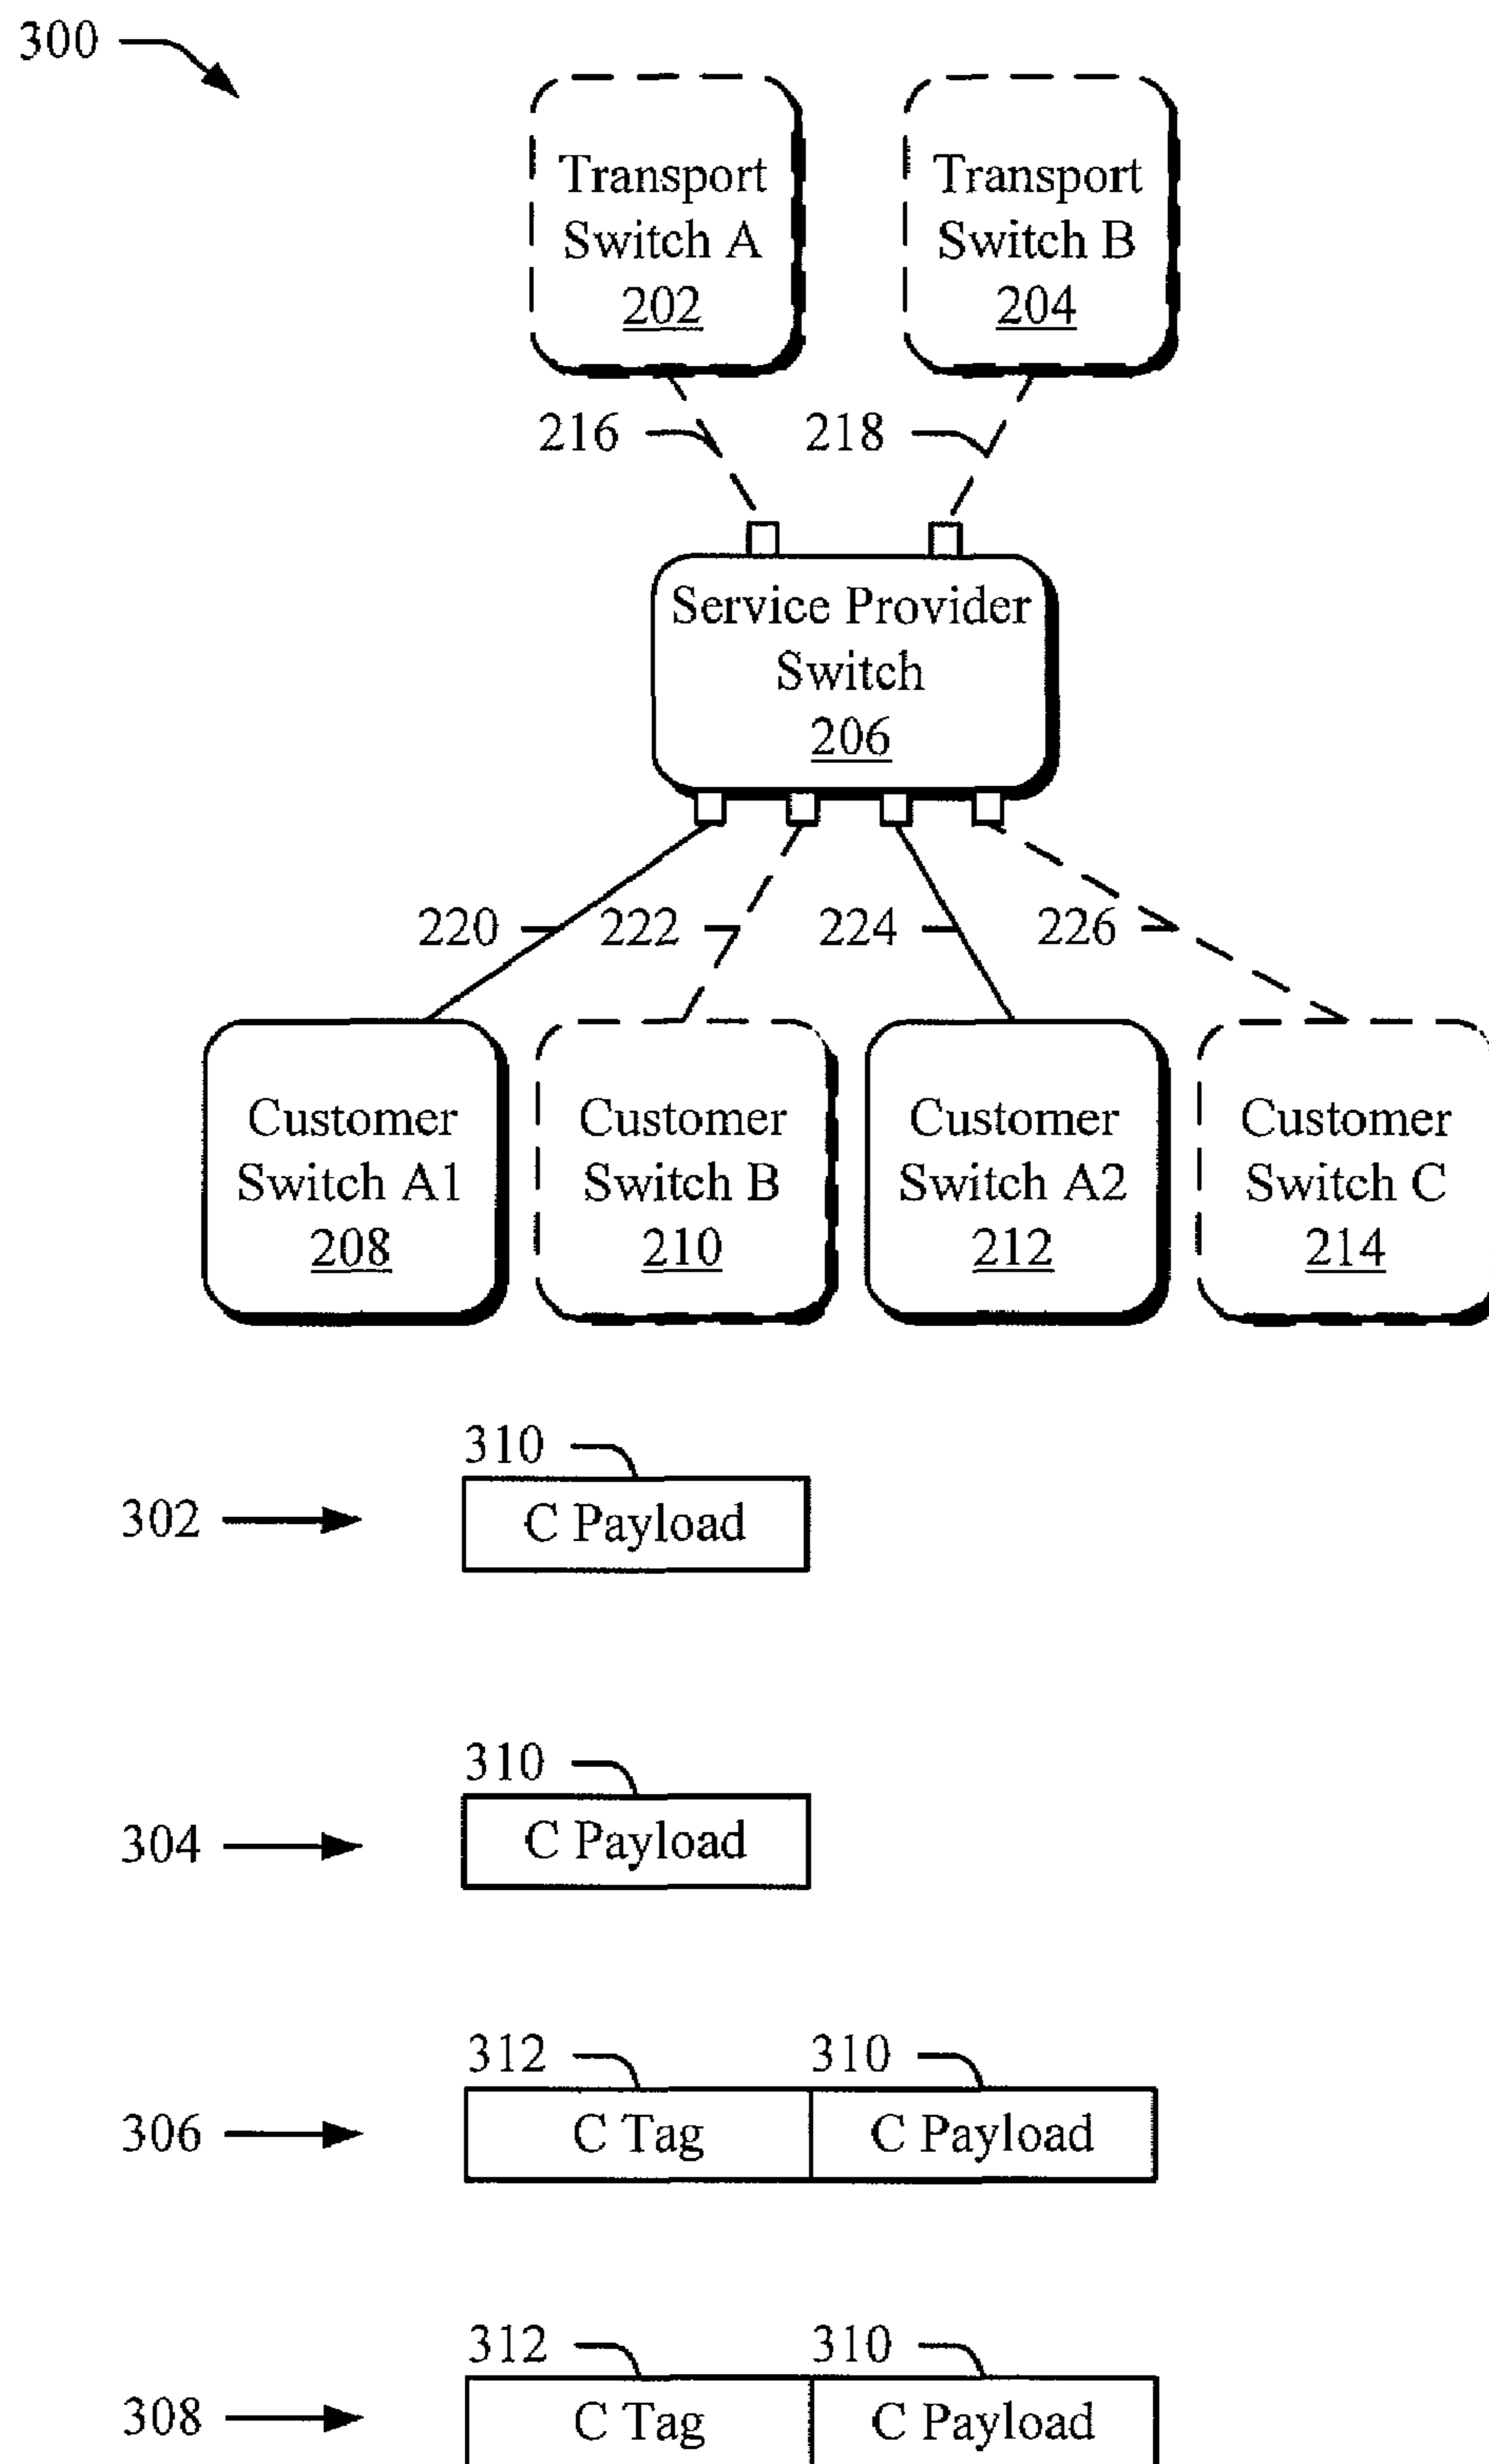 300
Transport
Switch A
202
Transport
Switch B
204
216
218
Service Provider
Switch
206
220
222
224
226
Customer
Switch A1
208
Customer
Switch B
210
Customer
Switch A2
212
Customer
Switch C
214
310
302
C Payload
310
304
C Payload
312 310
306
C Tag C Payload
312 310
308
C Tag C Payload